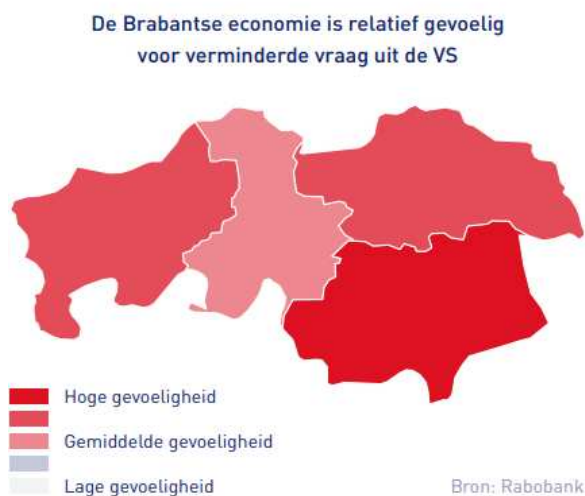 De Brabantse economie is relatief gevoelig
voor verminderde vraag uit de VS
Hoge gevoeligheid
Gemiddelde gevoeligheid
Lage gevoeligheid
Bron: Rabobank